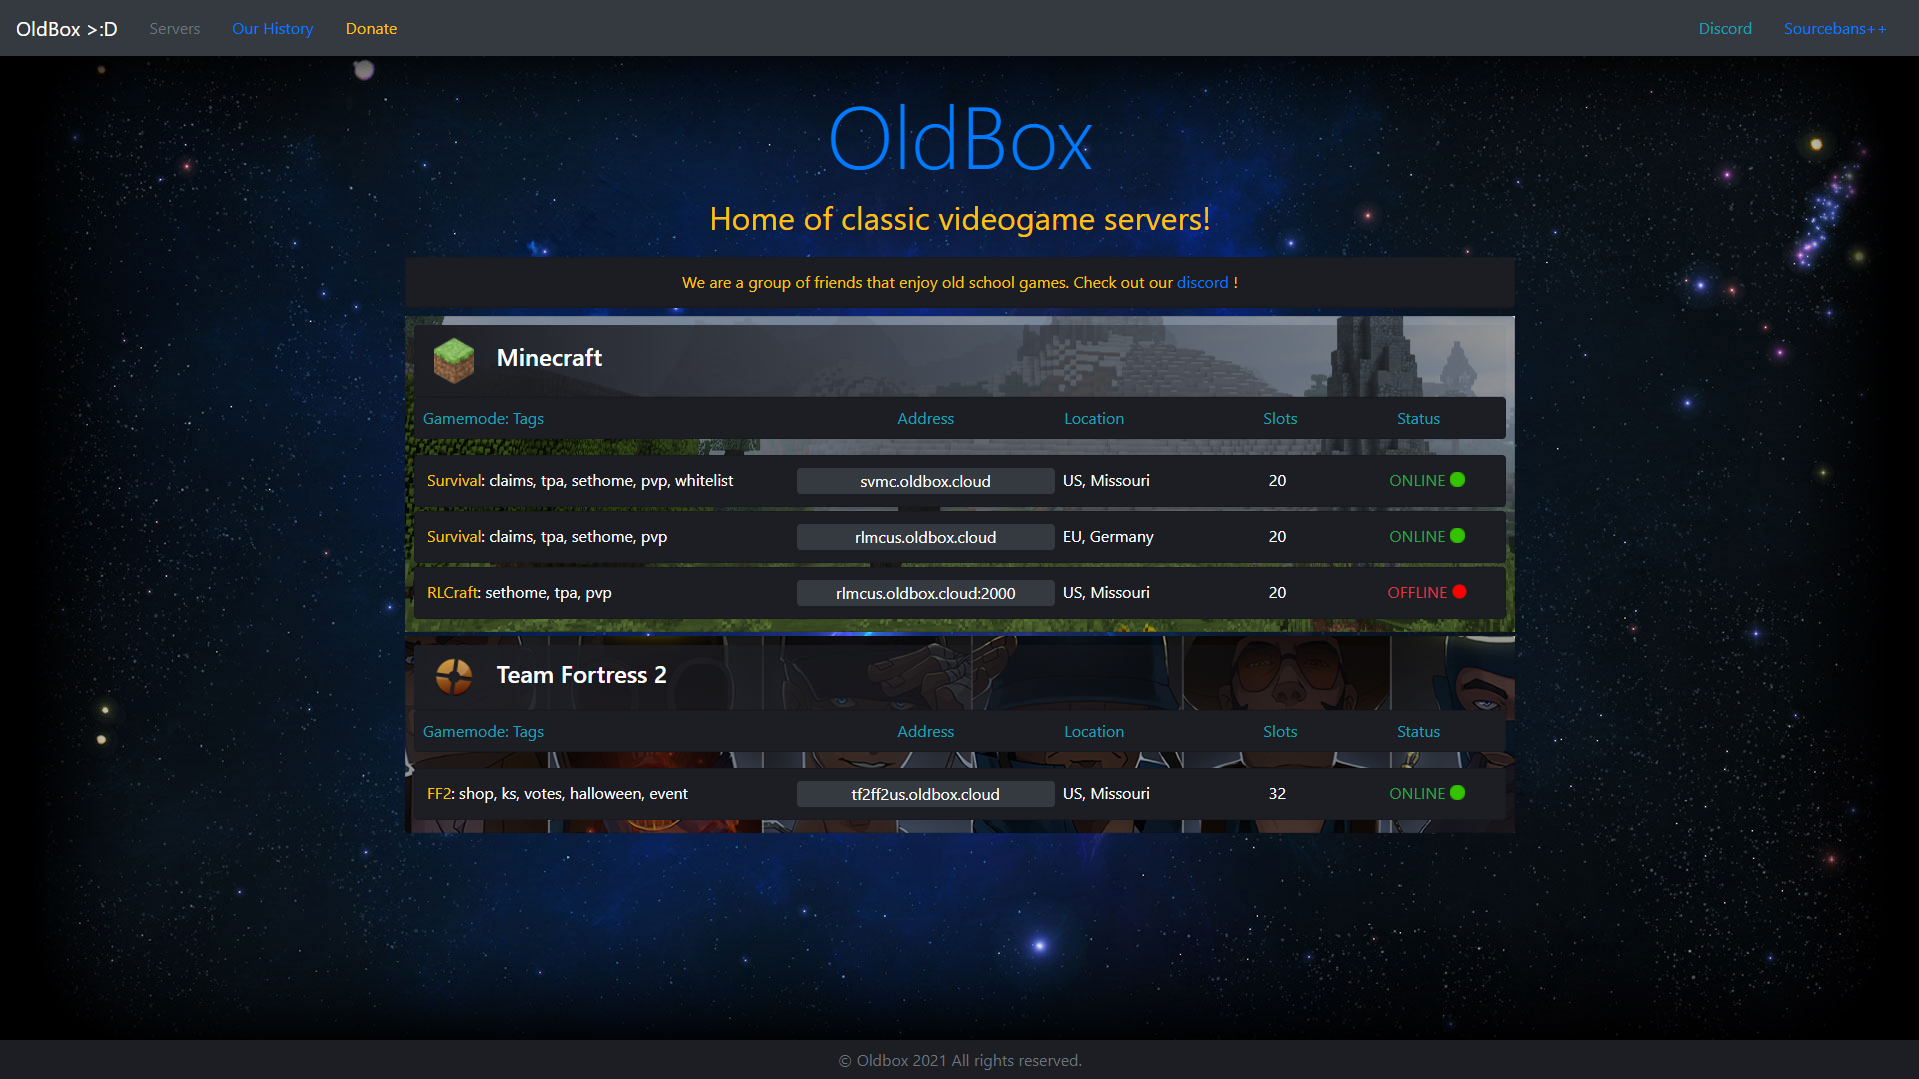 OldBox >:D Servers Our History Donate Discord Sourcebans++
OldBox
Home of classic videogame servers!
We are a group of friends that enjoy old school games. Check out our discord !
Minecraft
Gamemode: Tags Address Location Slots Status
Survival: claims, tpa, sethome, pvp, whitelist svmc.oldbox.cloud US, Missouri 20 ONLINE
Survival: claims, tpa, sethome, pvp rlmcus.oldbox.cloud EU, Germany 20 ONLINE
RLCraft: sethome, tpa, pvp rlmcus.oldbox.cloud:2000 US, Missouri 20 OFFLINE
Team Fortress 2
Gamemode: Tags Address Location Slots Status
FF2: shop, ks, votes, halloween, event tf2ff2us.oldbox.cloud US, Missouri 32 ONLINE
© Oldbox 2021 All rights reserved.